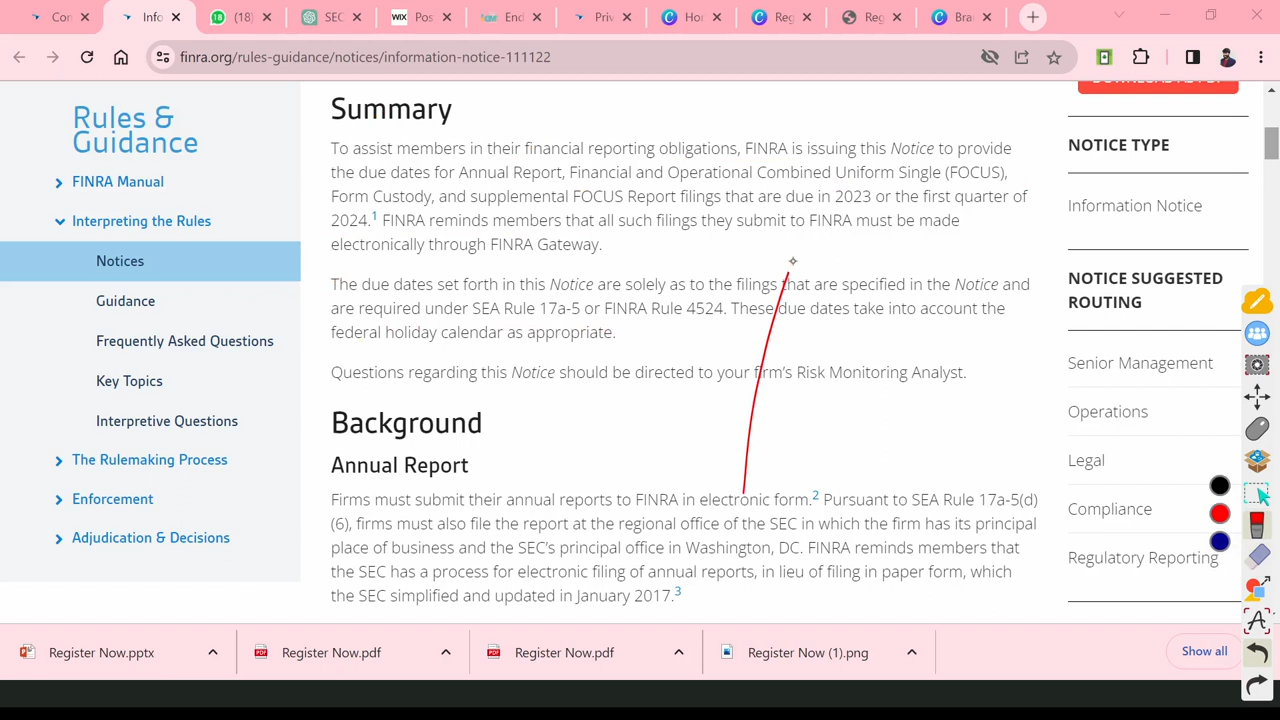 Cor
Info
(18)
SEC
WIX
Pos
End
Priv
Hor
Reg
Reg
Bra
finra.org/rules-guidance/notices/information-notice-111122
Rules &
Guidance
FINRA Manual
Interpreting the Rules
Notices
Guidance
Frequently Asked Questions
Key Topics
Interpretive Questions
The Rulemaking Process
Enforcement
Adjudication & Decisions
Summary
To assist members in their financial reporting obligations, FINRA is issuing this Notice to provide
the due dates for Annual Report, Financial and Operational Combined Uniform Single (FOCUS),
Form Custody, and supplemental FOCUS Report filings that are due in 2023 or the first quarter of
2024.1 FINRA reminds members that all such filings they submit to FINRA must be made
electronically through FINRA Gateway.
The due dates set forth in this Notice are solely as to the filings that are specified in the Notice and
are required under SEA Rule 17a-5 or FINRA Rule 4524. These due dates take into account the
federal holiday calendar as appropriate.
Questions regarding this Notice should be directed to your firm's Risk Monitoring Analyst.
Background
Annual Report
Firms must submit their annual reports to FINRA in electronic form.2 Pursuant to SEA Rule 17a-5(d)
(6), firms must also file the report at the regional office of the SEC in which the firm has its principal
place of business and the SEC's principal office in Washington, DC. FINRA reminds members that
the SEC has a process for electronic filing of annual reports, in lieu of filing in paper form, which
the SEC simplified and updated in January 2017.3
NOTICE TYPE
Information Notice
NOTICE SUGGESTED
ROUTING
Senior Management
Operations
Legal
Compliance
Regulatory Reporting
Register Now.pptx
Register Now.pdf
Register Now.pdf
Register Now (1).png
Show all